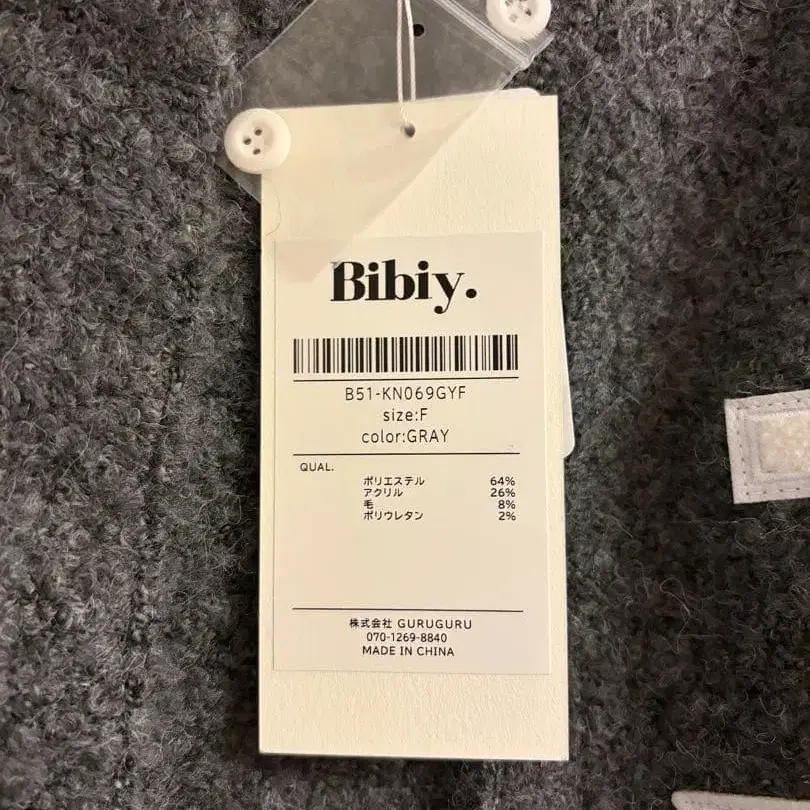 Bibiy.
B51-KN069GYF
size:F
color:GRAY
QUAL.
ポリエステル 64%
アクリル 26%
毛 8%
ポリウレタン 2%
株式会社 GURUGURU
070-1269-8840
MADE IN CHINA